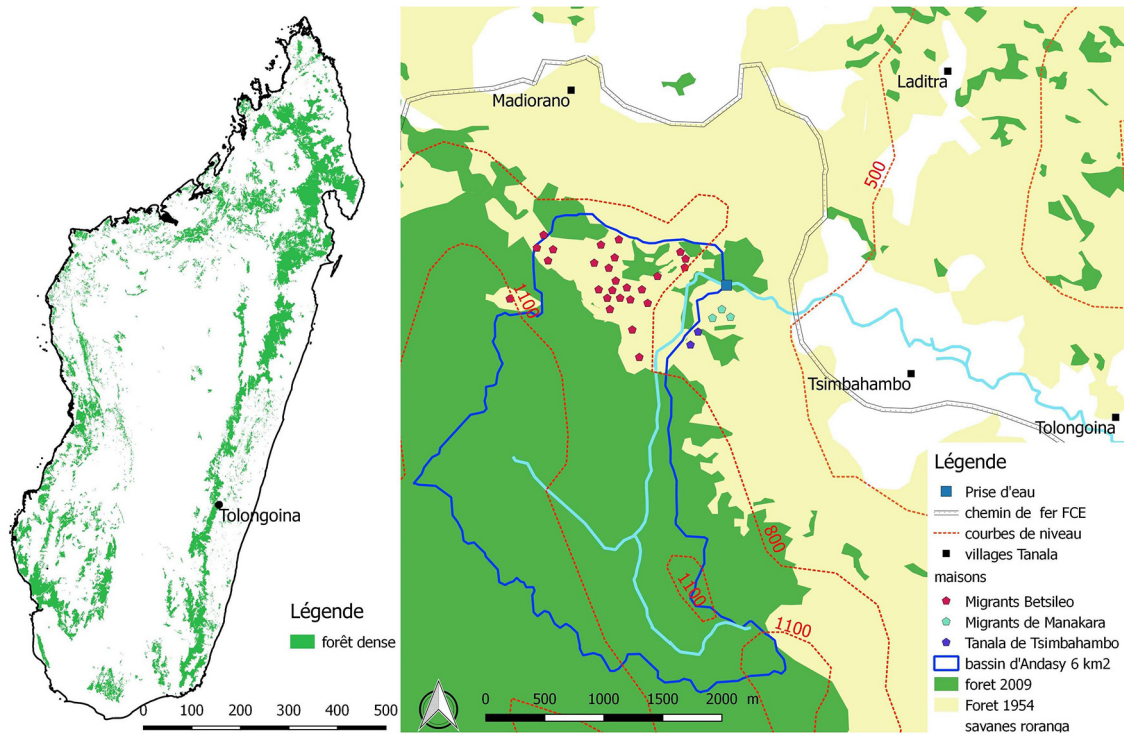 Tolongoina
Légende
forêt dense
0 100 200 300 400 500
Madiorano
Laditra
500
1100
Tsimbahambo
Tolongoina
800
1100
1100
0 500 1000 1500 2000 m
Légende
Prise d'eau
chemin de fer FCE
courbes de niveau
villages Tanala
maisons
Migrants Betsileo
Migrants de Manakara
Tanala de Tsimbahambo
bassin d'Andasy 6 km2
foret 2009
Foret 1954
savanes roranga